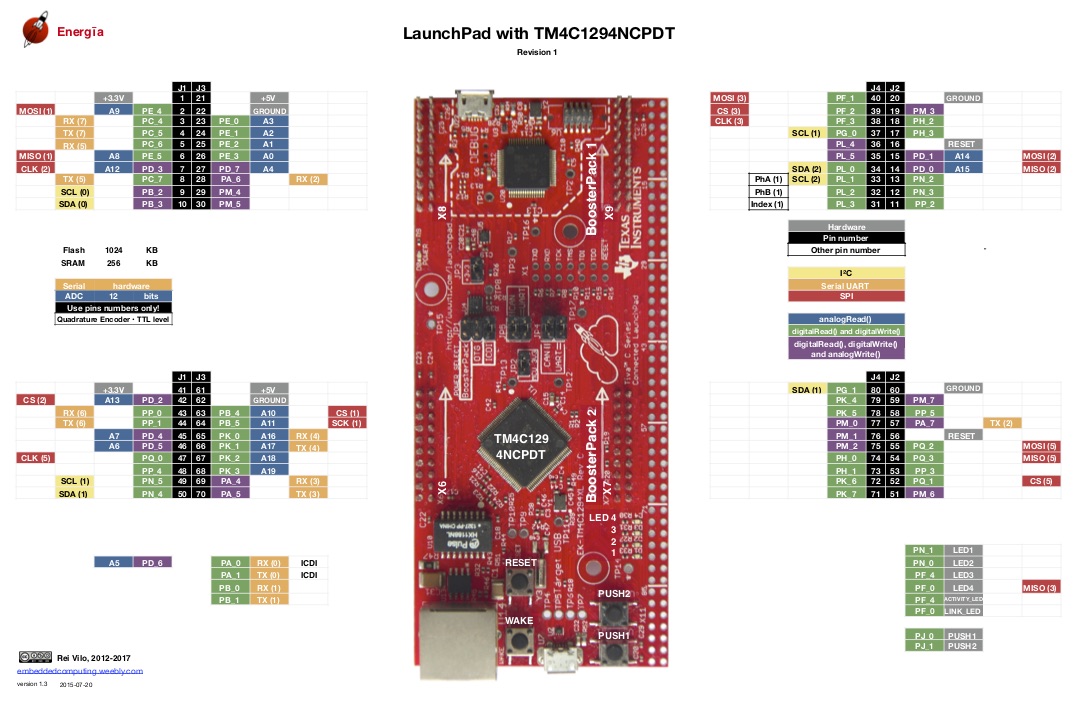 Energīa
LaunchPad with TM4C1294NCPDT
Revision 1
J1 J3
+3.3V 1 21 +5V
MOSI (1) A9 PE_4 2 22 GROUND
RX (7) PC_4 3 23 PE_0 A3
TX (7) PC_5 4 24 PE_1 A2
RX (5) PC_6 5 25 PE_2 A1
MISO (1) A8 PE_5 6 26 PE_3 A0
CLK (2) A12 PD_3 7 27 PD_7 A4
TX (5) PC_7 8 28 PA_6 RX (2)
SCL (0) PB_2 9 29 PM_4
SDA (0) PB_3 10 30 PM_5
Flash 1024 KB
SRAM 256 KB
Serial hardware
ADC 12 bits
Use pins numbers only!
Quadrature Encoder • TTL level
J1 J3
+3.3V 41 61 +5V
CS (2) A13 PD_2 42 62 GROUND
RX (6) PP_0 43 63 PB_4 A10 CS (1)
TX (6) PP_1 44 64 PB_5 A11 SCK (1)
A7 PD_4 45 65 PK_0 A16 RX (4)
A6 PD_5 46 66 PK_1 A17 TX (4)
CLK (5) PQ_0 47 67 PK_2 A18
PP_4 48 68 PK_3 A19
SCL (1) PN_5 49 69 PA_4 RX (3)
SDA (1) PN_4 50 70 PA_5 TX (3)
A5 PD_6
PA_0 RX (0) ICDI
PA_1 TX (0) ICDI
PB_0 RX (1)
PB_1 TX (1)
Rei Vilo, 2012-2017
embeddedcomputing.weebly.com
version 1.3 2015-07-20
DEBUG
BoosterPack 1
X8
X9
TEXAS
INSTRUMENTS
http://www.ti.com/launchpad
Tiva C Series
Connected LaunchPad
TM4C129
4NCPDT
BoosterPack 2
X6
X7
LED 4
3
2
1
EK-TM4C1294XL Rev C
Target USB
RESET
WAKE
PUSH2
PUSH1
J4 J2
MOSI (3) PF_1 40 20 GROUND
CS (3) PF_2 39 19 PM_3
CLK (3) PF_3 38 18 PH_2
SCL (1) PG_0 37 17 PH_3
PL_4 36 16 RESET
PL_5 35 15 PD_1 A14 MOSI (2)
SDA (2) PL_0 34 14 PD_0 A15 MISO (2)
PhA (1) SCL (2) PL_1 33 13 PN_2
PhB (1) PL_2 32 12 PN_3
Index (1) PL_3 31 11 PP_2
Hardware
Pin number
Other pin number
I²C
Serial UART
SPI
analogRead()
digitalRead() and digitalWrite()
digitalRead(), digitalWrite()
and analogWrite()
J4 J2
SDA (1) PG_1 80 60 GROUND
PK_4 79 59 PM_7
PK_5 78 58 PP_5
PM_0 77 57 PA_7 TX (2)
PM_1 76 56 RESET
PM_2 75 55 PQ_2 MOSI (5)
PH_0 74 54 PQ_3 MISO (5)
PH_1 73 53 PP_3
PK_6 72 52 PQ_1 CS (5)
PK_7 71 51 PM_6
PN_1 LED1
PN_0 LED2
PF_4 LED3
PF_0 LED4 MISO (3)
PF_4 ACTIVITY_LED
PF_0 LINK_LED
PJ_0 PUSH1
PJ_1 PUSH2